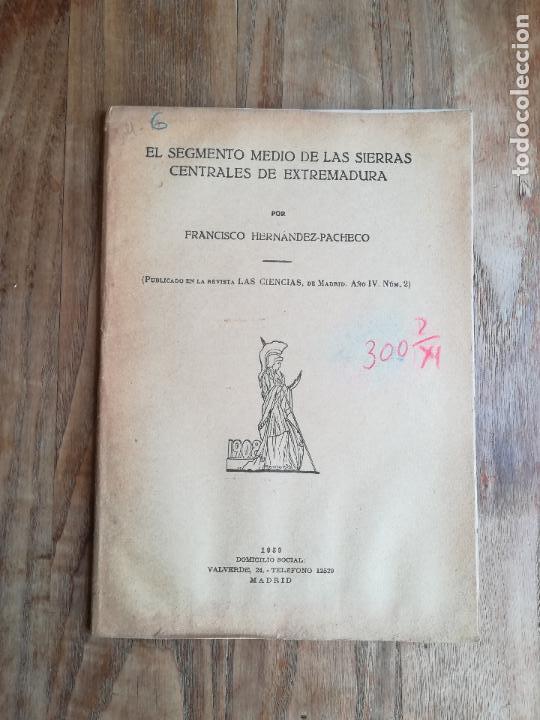 6
EL SEGMENTO MEDIO DE LAS SIERRAS
CENTRALES DE EXTREMADURA
POR
FRANCISCO HERNÁNDEZ-PACHECO
(PUBLICADO EN LA REVISTA LAS CIENCIAS, DE MADRID. AÑO IV. NÚM. 2)
300
1908
1939
DOMICILIO SOCIAL:
VALVERDE, 24. - TELÉFONO 12529
MADRID
todocoleccion